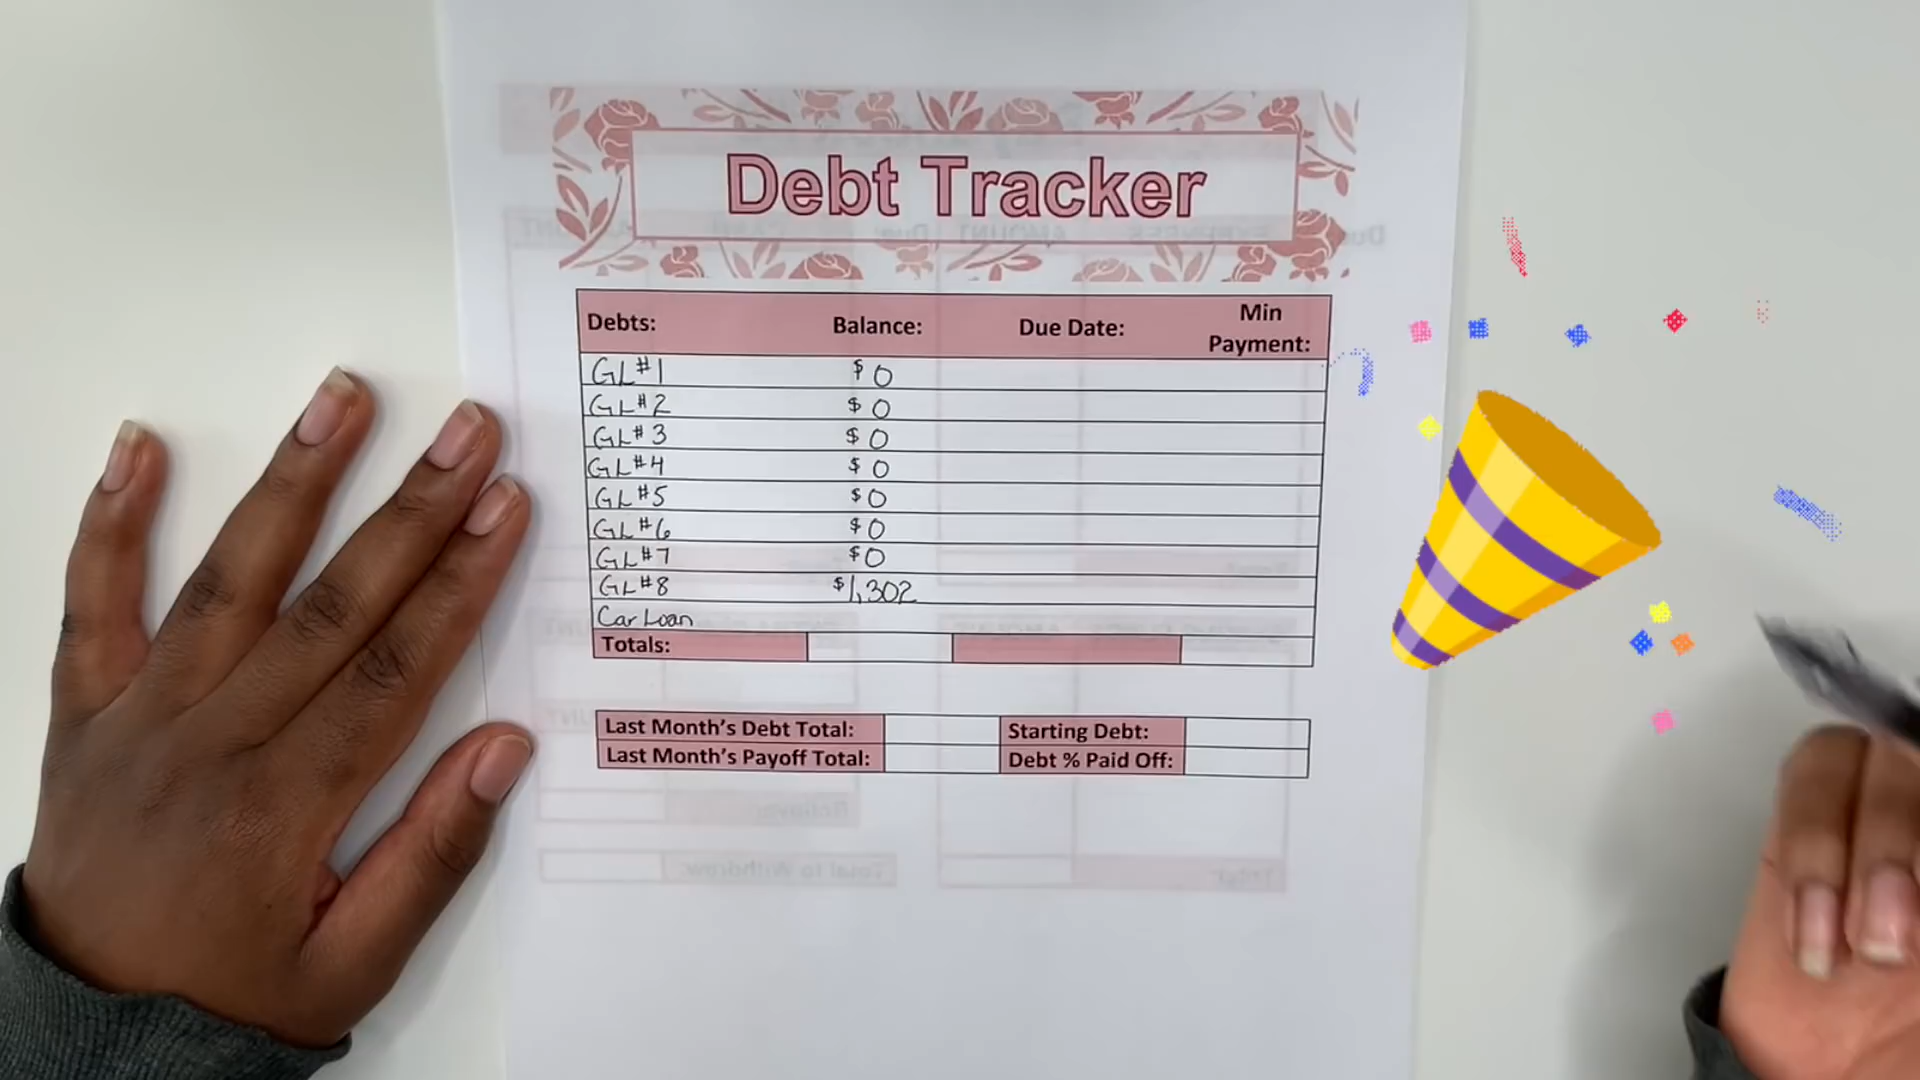 Debt Tracker
Debts: Balance: Due Date: Min Payment:
GL#1 $0
GL#2 $0
GL#3 $0
GL#4 $0
GL#5 $0
GL#6 $0
GL#7 $0
GL#8 $1,302
Car Loan
Totals:
Last Month's Debt Total: Starting Debt:
Last Month's Payoff Total: Debt % Paid Off: